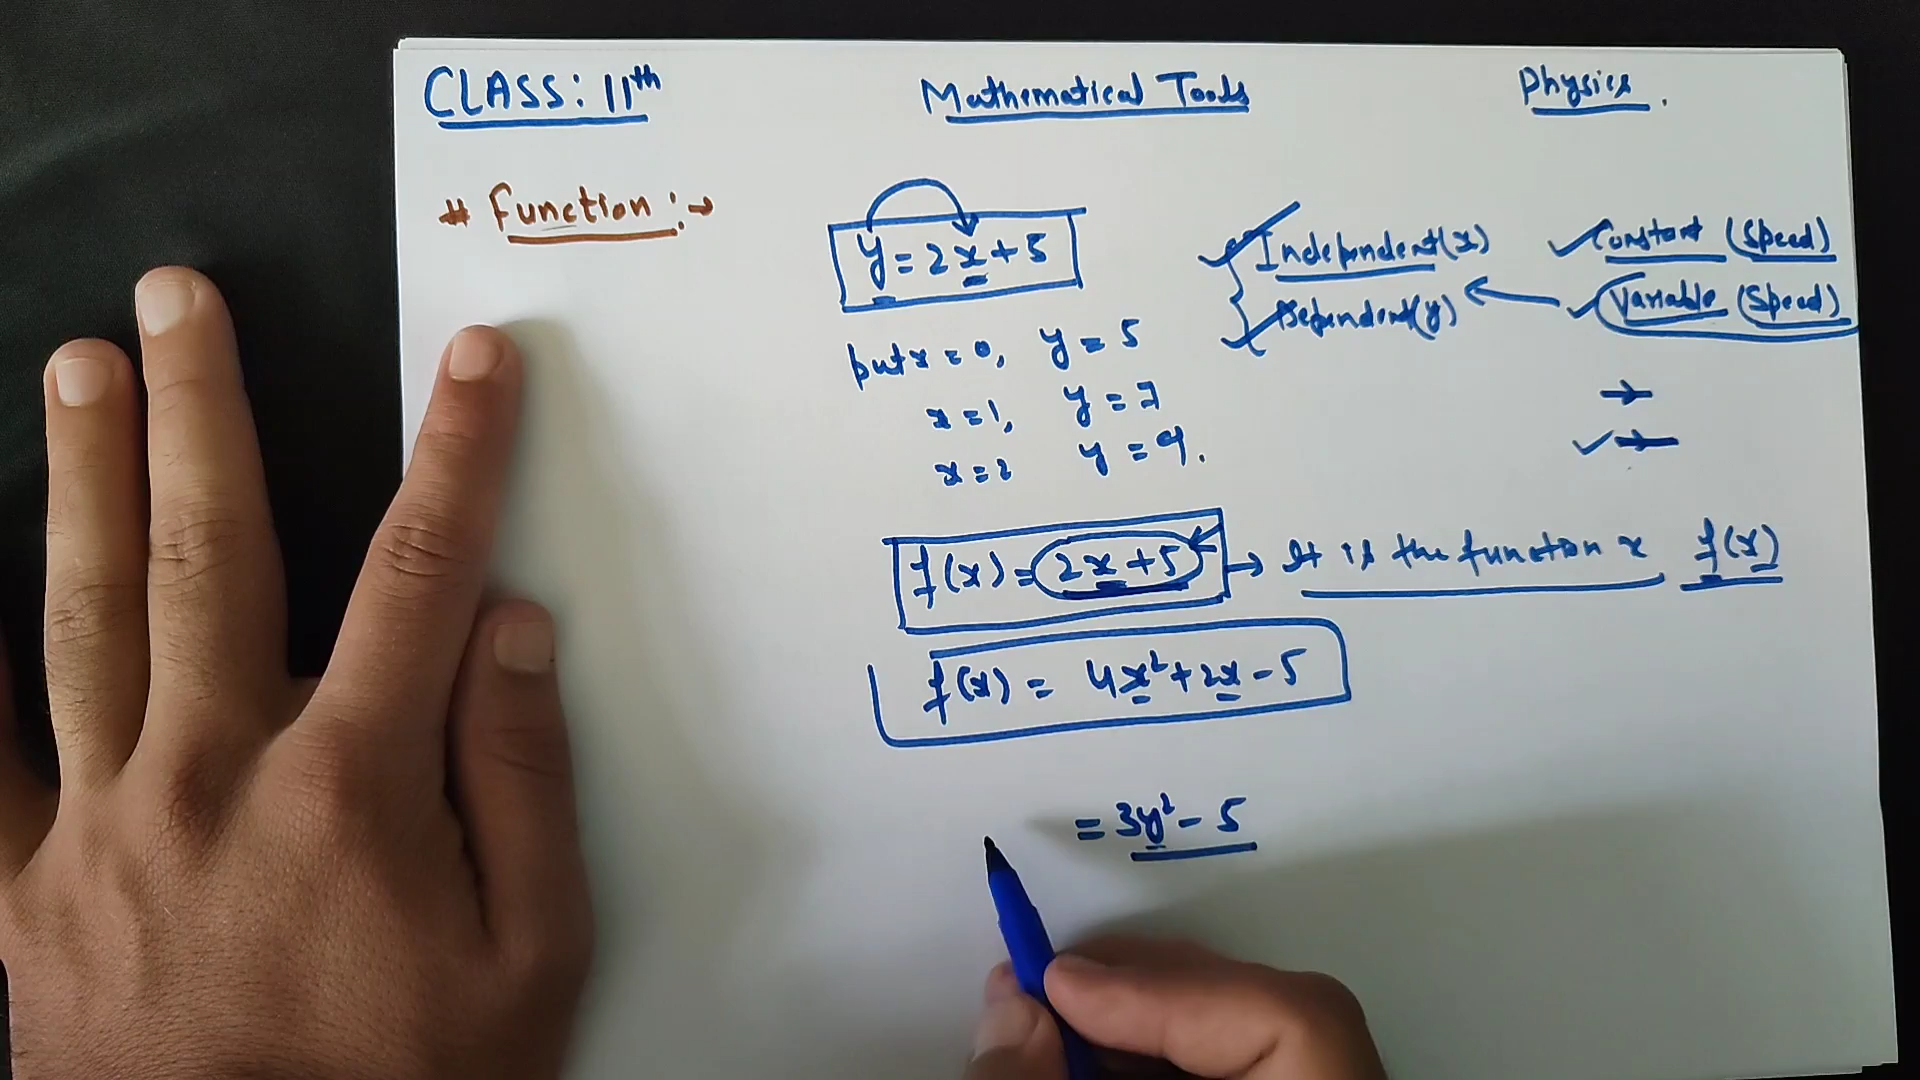 CLASS: 11th
Mathematical Tools
Physics.
# Function :→
y = 2x + 5
Independent(x)
Dependent(y)
✓ Constant (Speed)
✓ Variable (Speed)
put x = 0, y = 5
x = 1, y = 7
x = 2 y = 9.
f(x) = 2x + 5 → It is the function x f(x)
f(x) = 4x² + 2x - 5
= 3y² - 5